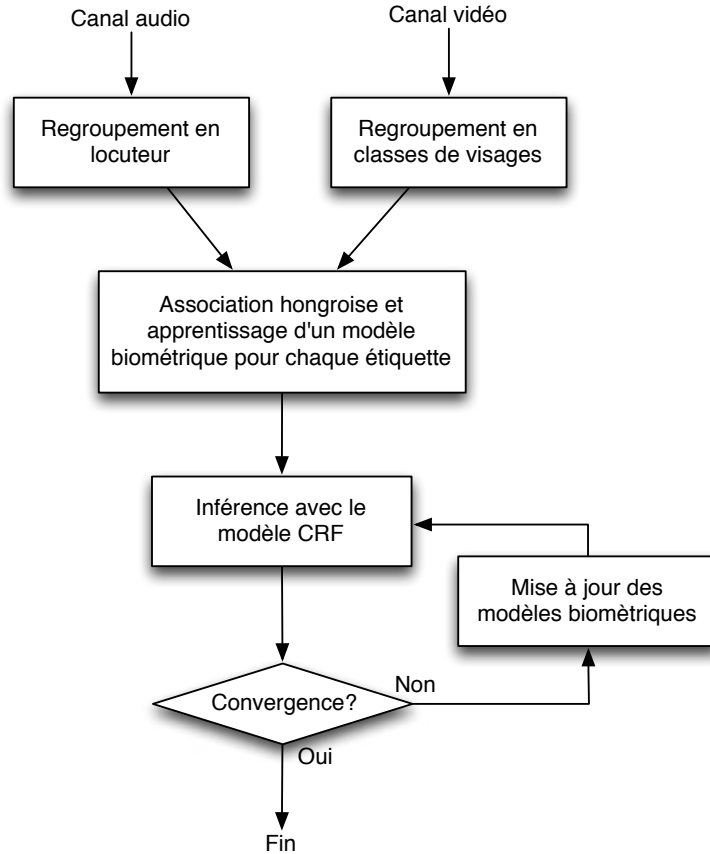 Canal audio
Canal vidéo
Regroupement en
locuteur
Regroupement en
classes de visages
Association hongroise et
apprentissage d'un modèle
biométrique pour chaque étiquette
Inférence avec le
modèle CRF
Mise à jour des
modèles biomètriques
Convergence?
Non
Oui
Fin